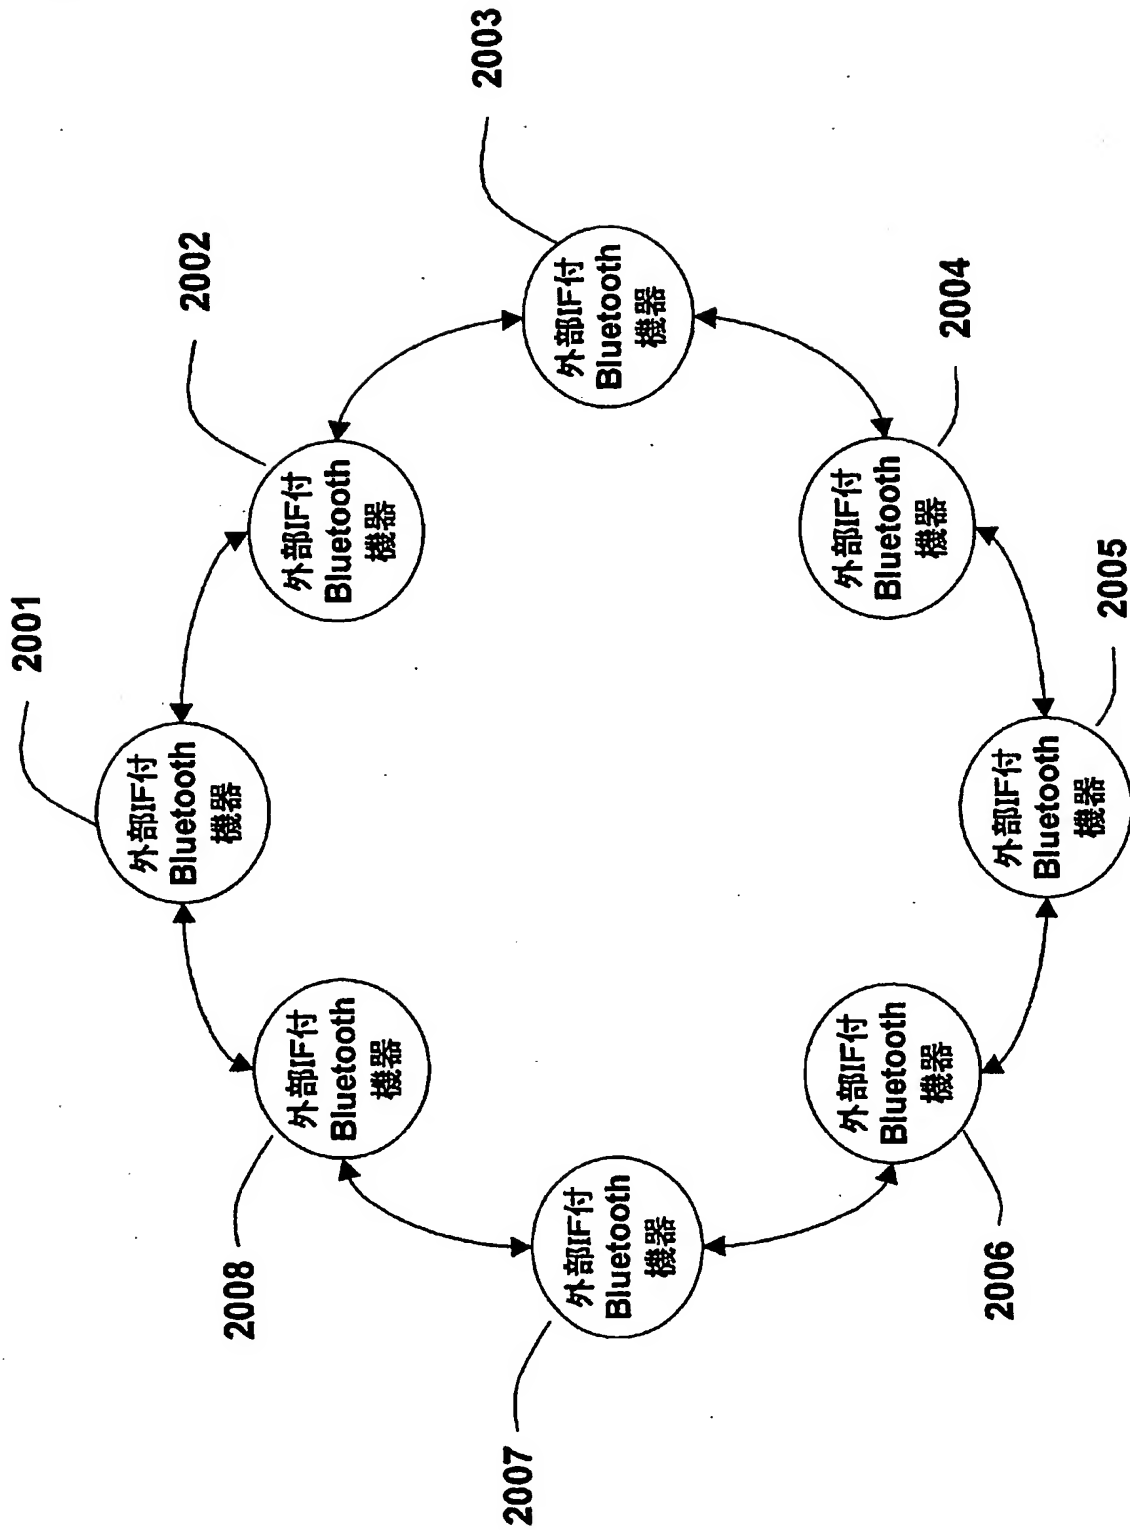 2001
外部IF付
Bluetooth
機器
2002
外部IF付
Bluetooth
機器
2003
外部IF付
Bluetooth
機器
2004
外部IF付
Bluetooth
機器
2005
外部IF付
Bluetooth
機器
2006
外部IF付
Bluetooth
機器
2007
外部IF付
Bluetooth
機器
2008
外部IF付
Bluetooth
機器